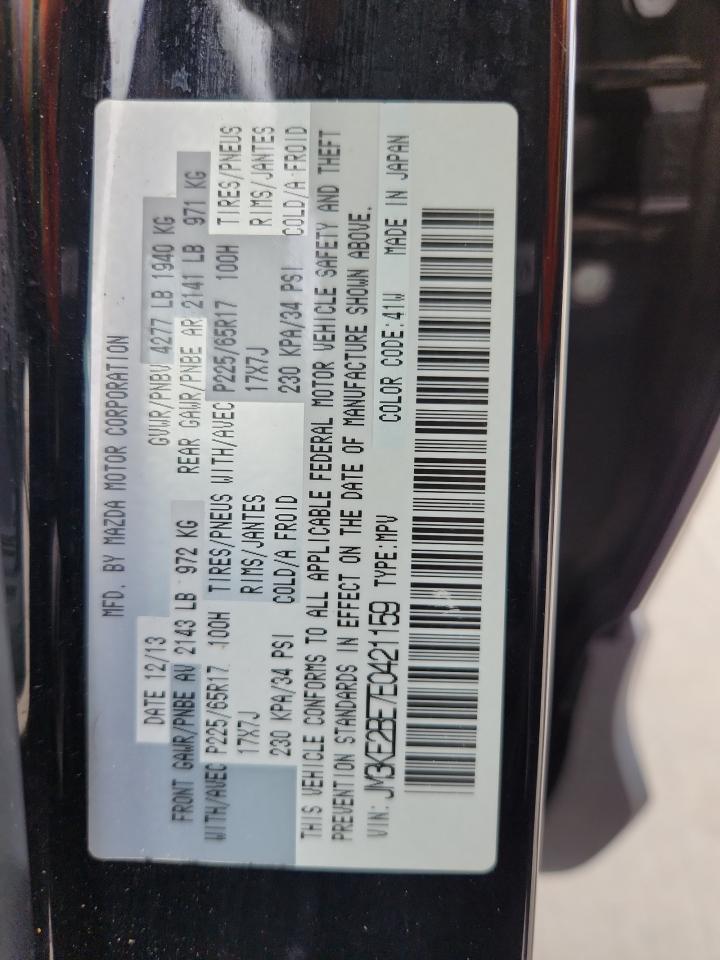 MFD. BY MAZDA MOTOR CORPORATION
DATE 12/13 GVWR/PNBV 4277 LB 1940 KG
FRONT GAWR/PNBE AV 2143 LB 972 KG REAR GAWR/PNBE AR 2141 LB 971 KG
WITH/AVEC P225/65R17 100H TIRES/PNEUS WITH/AVEC P225/65R17 100H TIRES/PNEUS
17X7J RIMS/JANTES 17X7J RIMS/JANTES
230 KPA/34 PSI COLD/A FROID 230 KPA/34 PSI COLD/A FROID
THIS VEHICLE CONFORMS TO ALL APPLICABLE FEDERAL MOTOR VEHICLE SAFETY AND THEFT
PREVENTION STANDARDS IN EFFECT ON THE DATE OF MANUFACTURE SHOWN ABOVE.
VIN: JM3KE2BE7E0421159 TYPE:MPV COLOR CODE:41W MADE IN JAPAN